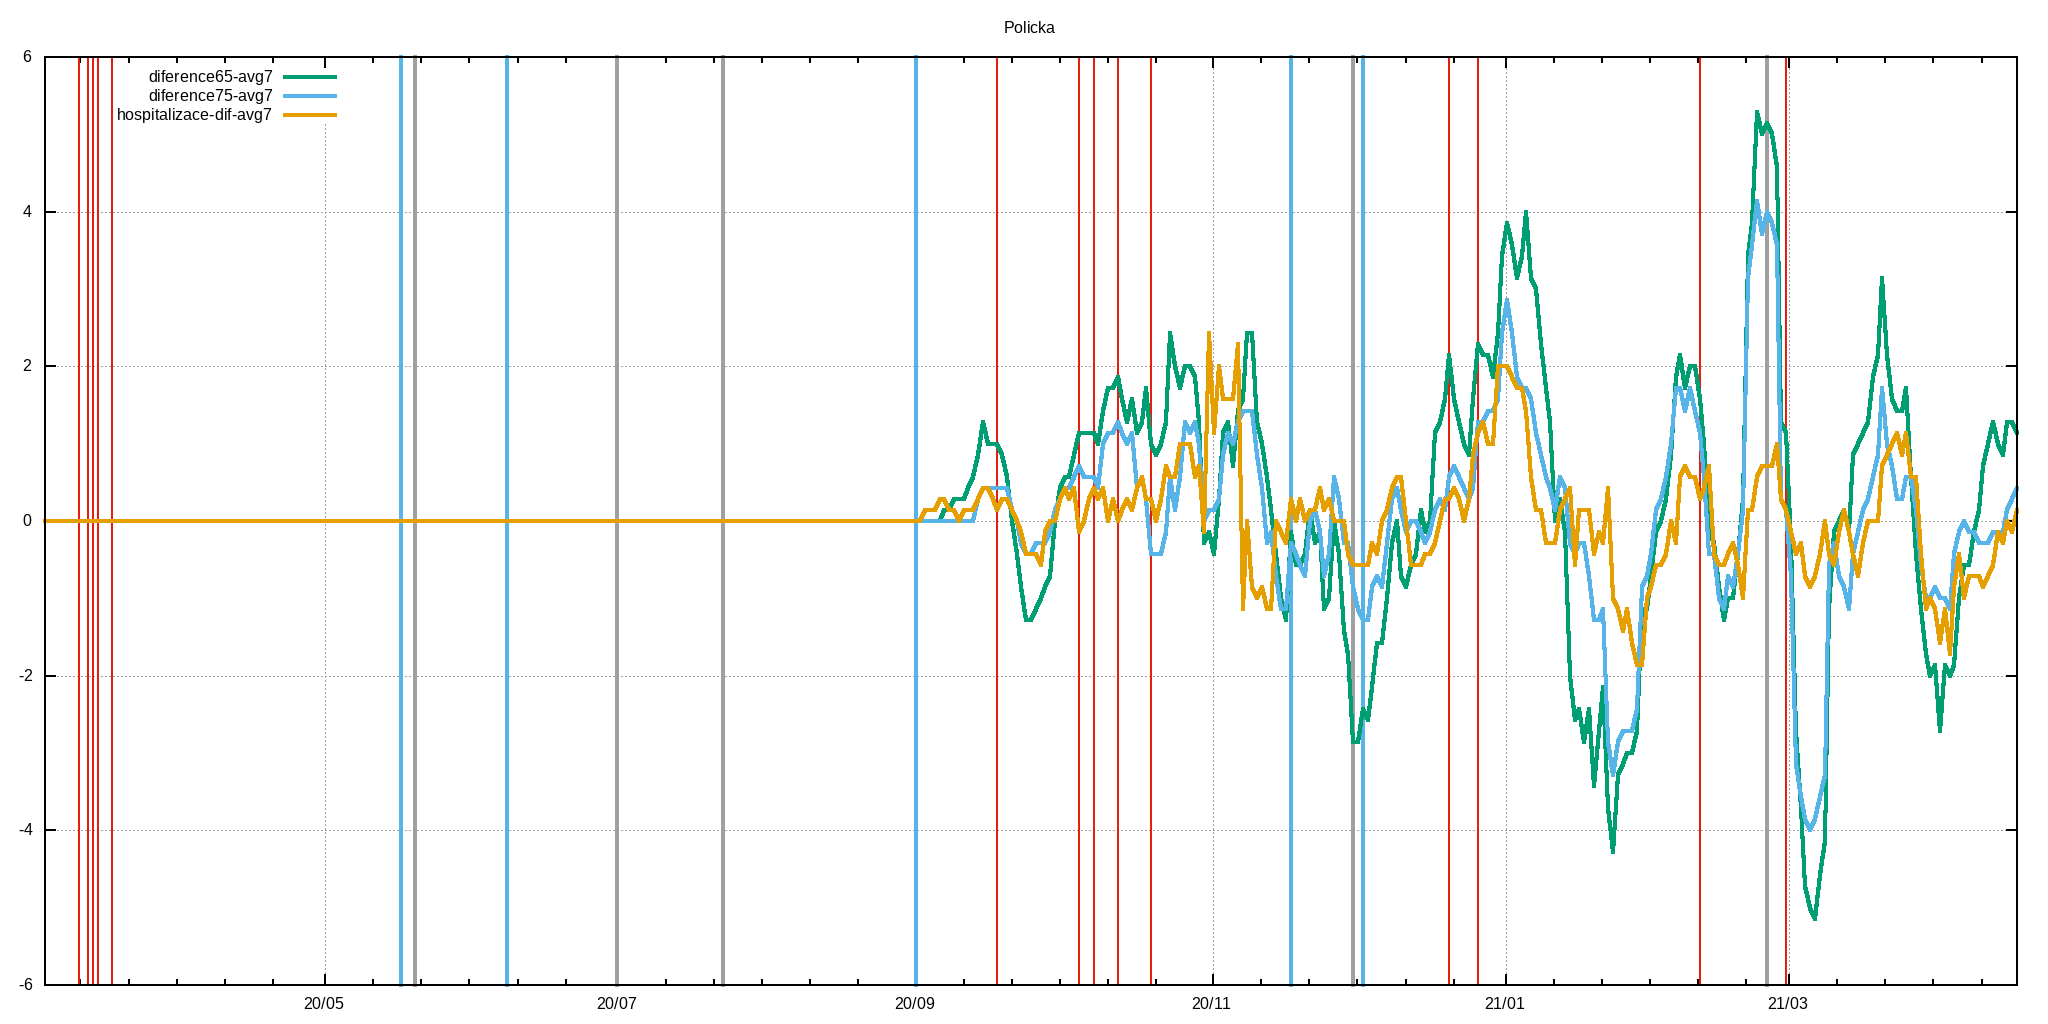 Policka
6
diference65-avg7
diference75-avg7
hospitalizace-dif-avg7
4
2
0
-2
-4
-6
20/05 20/07 20/09 20/11 21/01 21/03